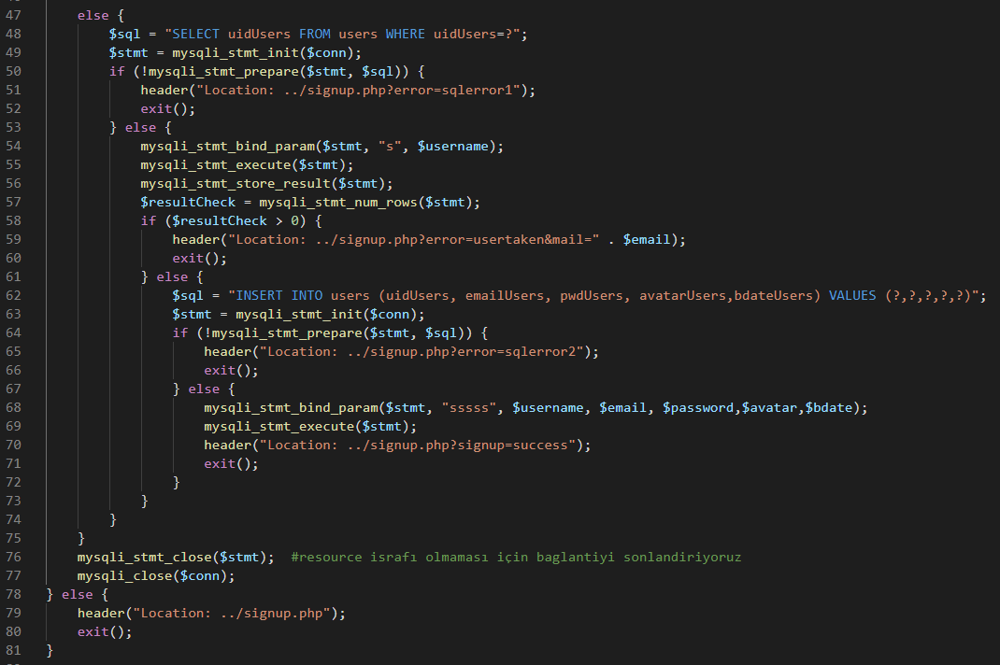 47 else {
48 $sql = "SELECT uidUsers FROM users WHERE uidUsers=?";
49 $stmt = mysqli_stmt_init($conn);
50 if (!mysqli_stmt_prepare($stmt, $sql)) {
51 header("Location: ../signup.php?error=sqlerror1");
52 exit();
53 } else {
54 mysqli_stmt_bind_param($stmt, "s", $username);
55 mysqli_stmt_execute($stmt);
56 mysqli_stmt_store_result($stmt);
57 $resultCheck = mysqli_stmt_num_rows($stmt);
58 if ($resultCheck > 0) {
59 header("Location: ../signup.php?error=usertaken&mail=" . $email);
60 exit();
61 } else {
62 $sql = "INSERT INTO users (uidUsers, emailUsers, pwdUsers, avatarUsers,bdateUsers) VALUES (?,?,?,?,?)";
63 $stmt = mysqli_stmt_init($conn);
64 if (!mysqli_stmt_prepare($stmt, $sql)) {
65 header("Location: ../signup.php?error=sqlerror2");
66 exit();
67 } else {
68 mysqli_stmt_bind_param($stmt, "sssss", $username, $email, $password,$avatar,$bdate);
69 mysqli_stmt_execute($stmt);
70 header("Location: ../signup.php?signup=success");
71 exit();
72 }
73 }
74 }
75 }
76 mysqli_stmt_close($stmt); #resource israfı olmaması için baglantiyi sonlandiriyoruz
77 mysqli_close($conn);
78 } else {
79 header("Location: ../signup.php");
80 exit();
81 }